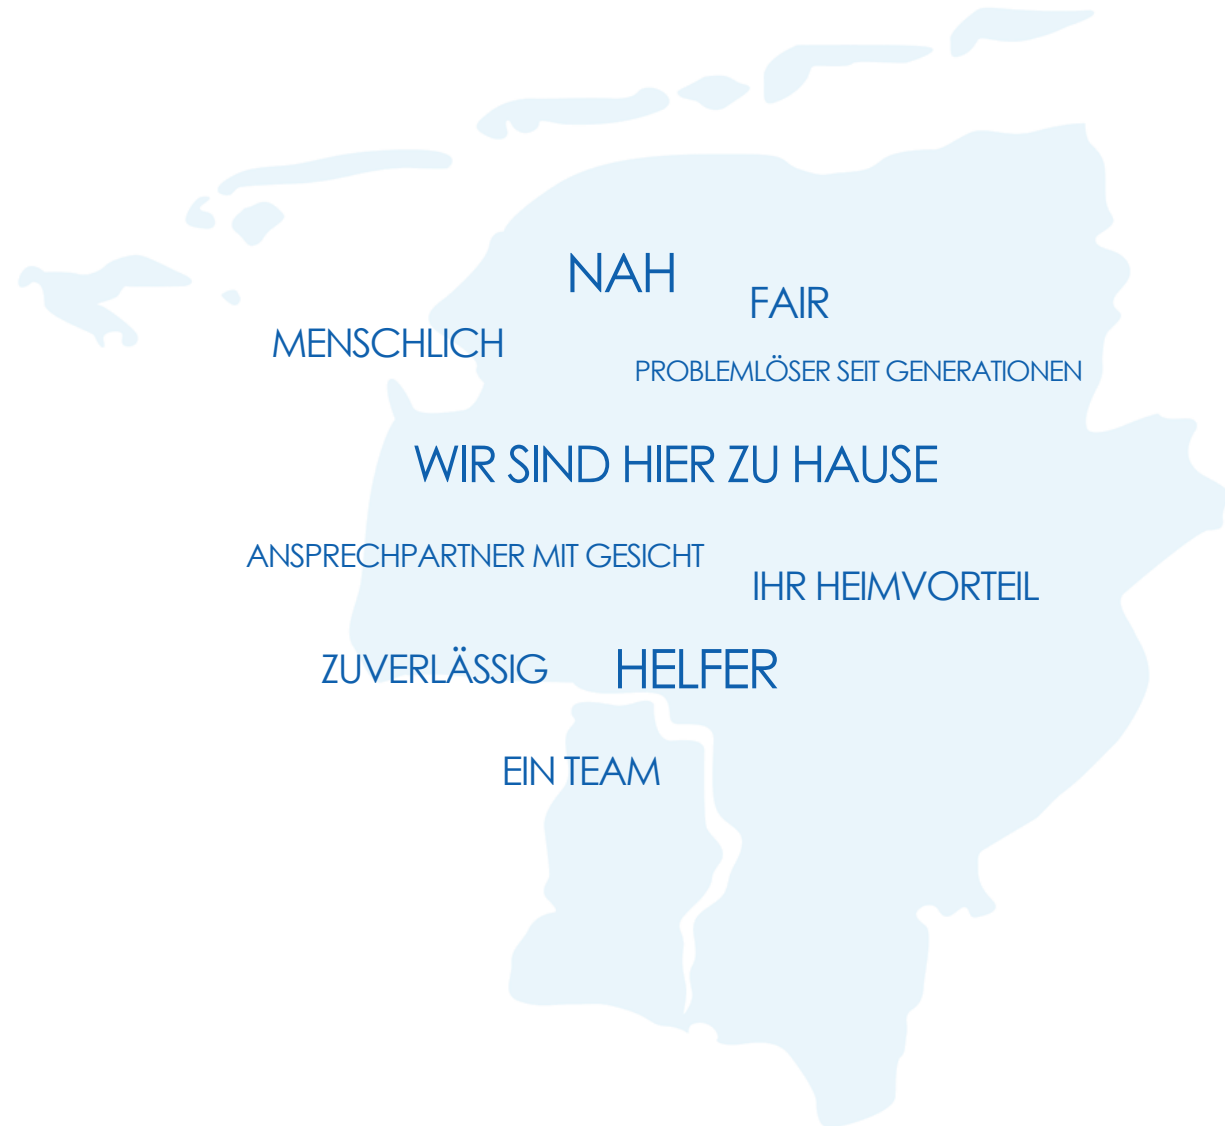 NAH
FAIR
MENSCHLICH
PROBLEMLÖSER SEIT GENERATIONEN
WIR SIND HIER ZU HAUSE
ANSPRECHPARTNER MIT GESICHT
IHR HEIMVORTEIL
ZUVERLÄSSIG
HELFER
EIN TEAM